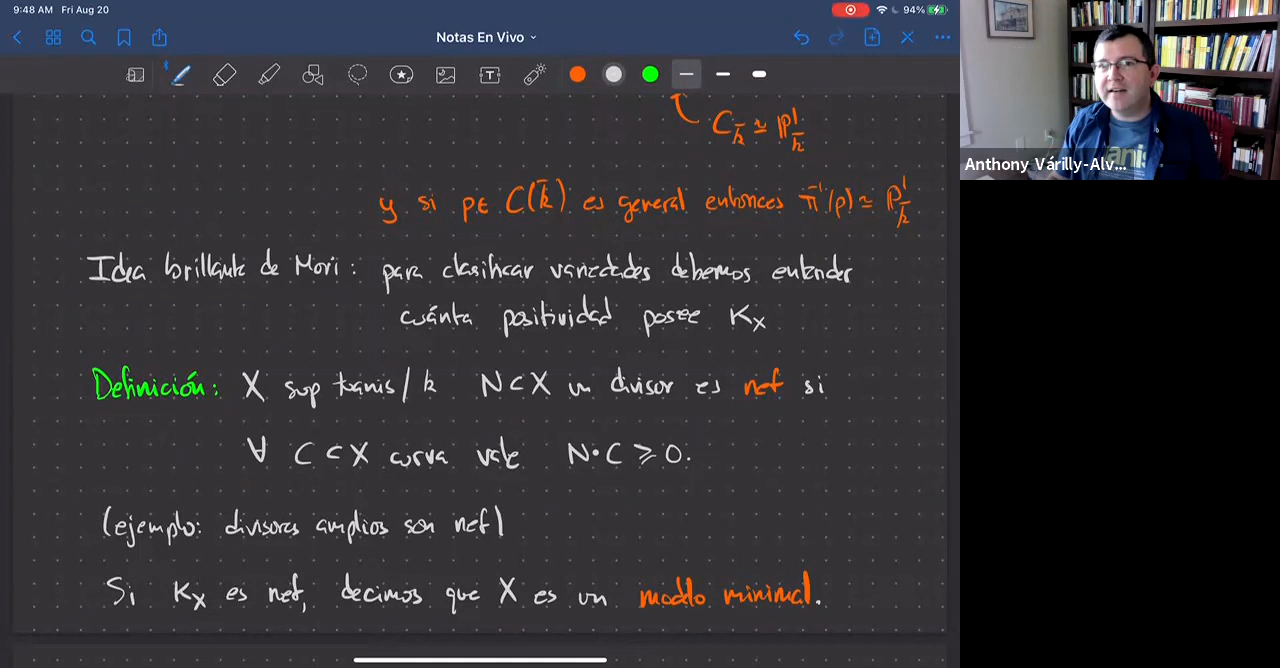 9:48 AM Fri Aug 20
94%
Notas En Vivo
C_k̄ ≃ ℙ¹_k̄
y si p∈ C(k̄) es general entonces π⁻¹(p) ≃ ℙ¹_k̄
Idea brillante de Mori: para clasificar variedades debemos entender
cuánta positividad posee K_X
Definición: X sup tranis/k N⊂X un divisor es nef si
∀ C⊂X curva vale N·C ⩾ 0.
(ejemplo: divisores amplios son nef)
Si K_X es nef, decimos que X es un modelo minimal.
Anthony Várilly-Alv...